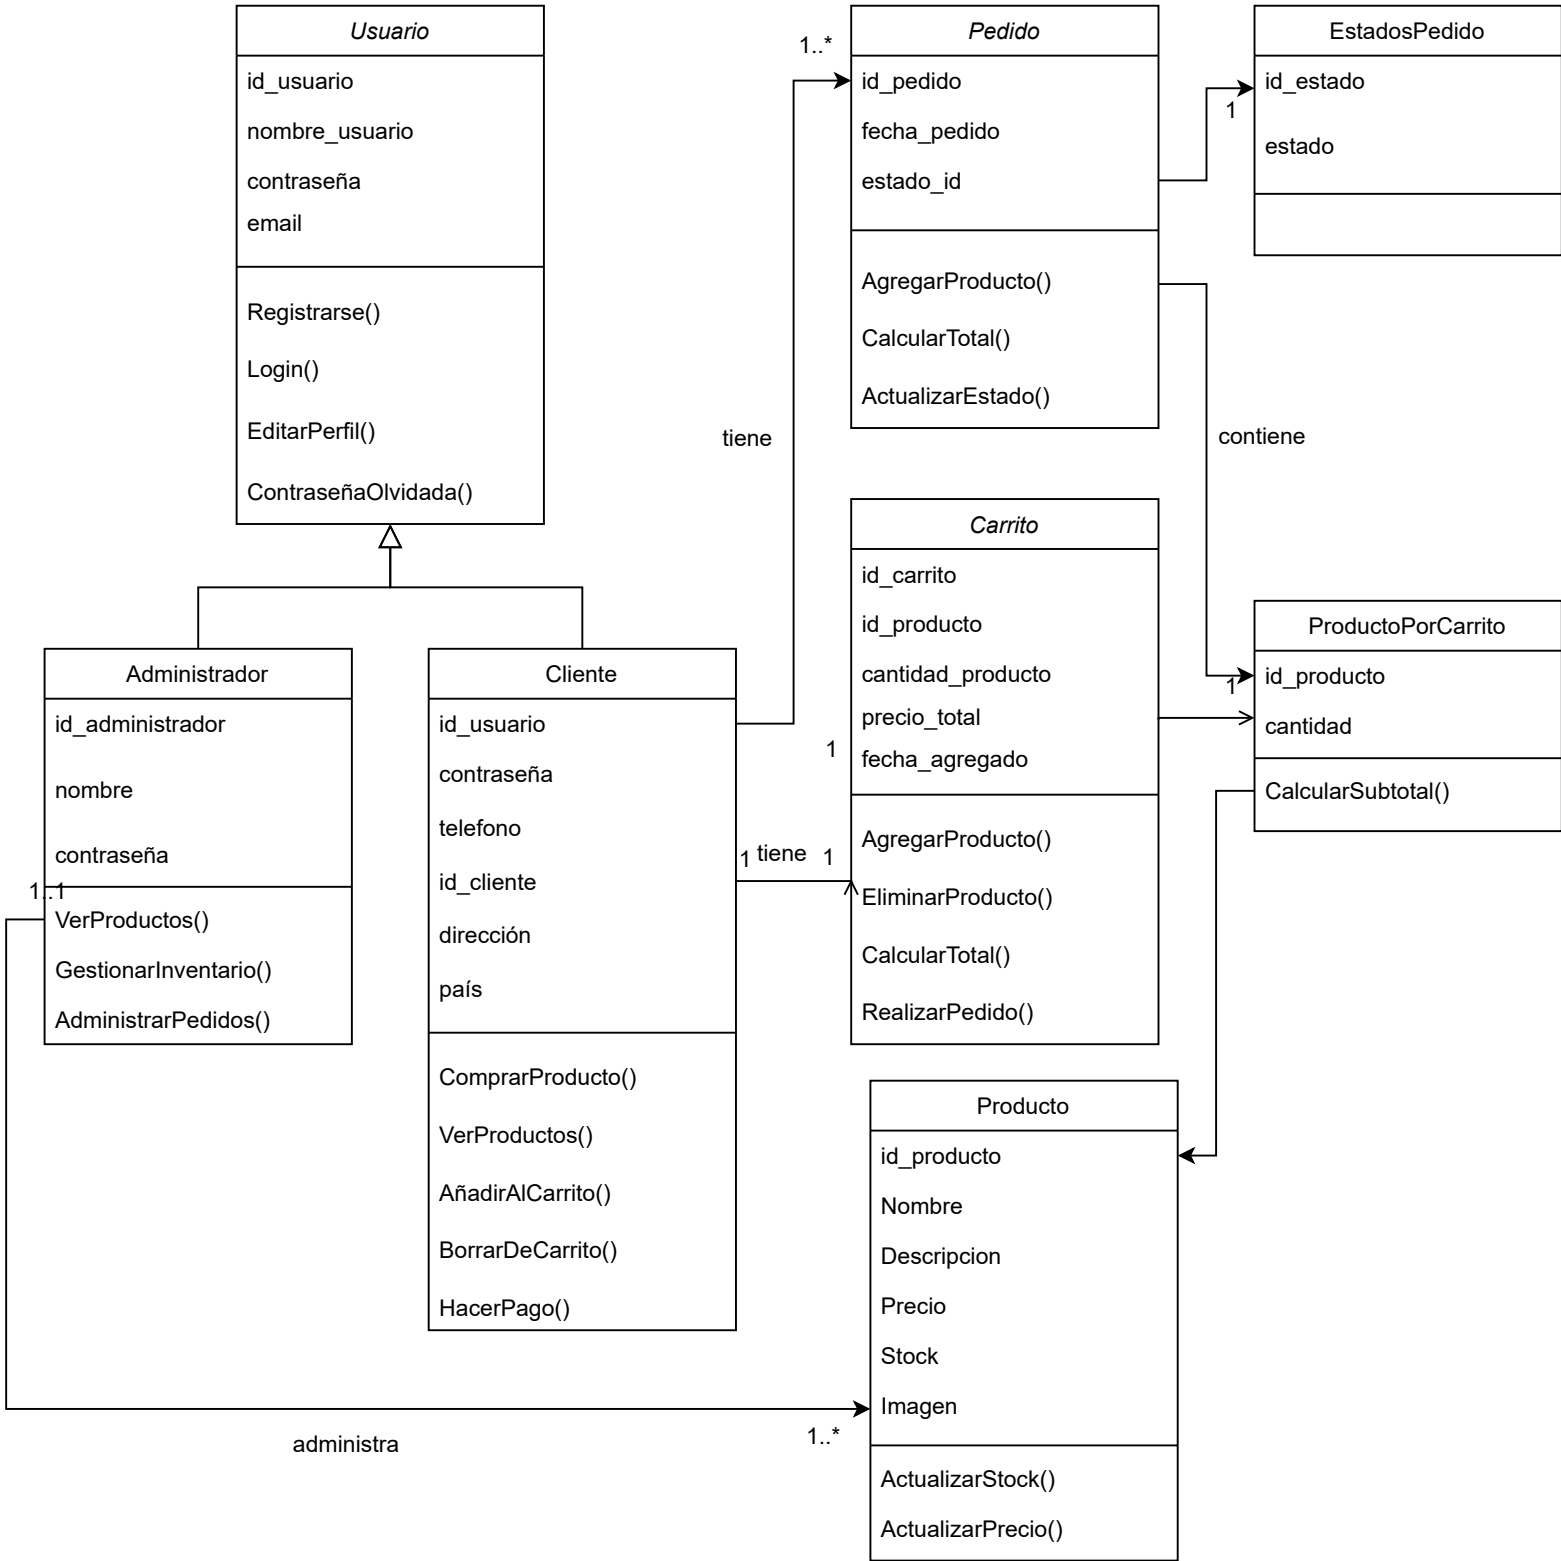 Usuario
id_usuario
nombre_usuario
contraseña
email
Registrarse()
Login()
EditarPerfil()
ContraseñaOlvidada()
1..*
Pedido
id_pedido
fecha_pedido
estado_id
AgregarProducto()
CalcularTotal()
ActualizarEstado()
EstadosPedido
id_estado
estado
1
tiene
contiene
Administrador
id_administrador
nombre
contraseña
1..1
VerProductos()
GestionarInventario()
AdministrarPedidos()
Cliente
id_usuario
contraseña
telefono
id_cliente
dirección
país
ComprarProducto()
VerProductos()
AñadirAlCarrito()
BorrarDeCarrito()
HacerPago()
1
tiene
1
1
Carrito
id_carrito
id_producto
cantidad_producto
precio_total
fecha_agregado
AgregarProducto()
EliminarProducto()
CalcularTotal()
RealizarPedido()
1
ProductoPorCarrito
id_producto
cantidad
CalcularSubtotal()
Producto
id_producto
Nombre
Descripcion
Precio
Stock
Imagen
ActualizarStock()
ActualizarPrecio()
administra
1..*